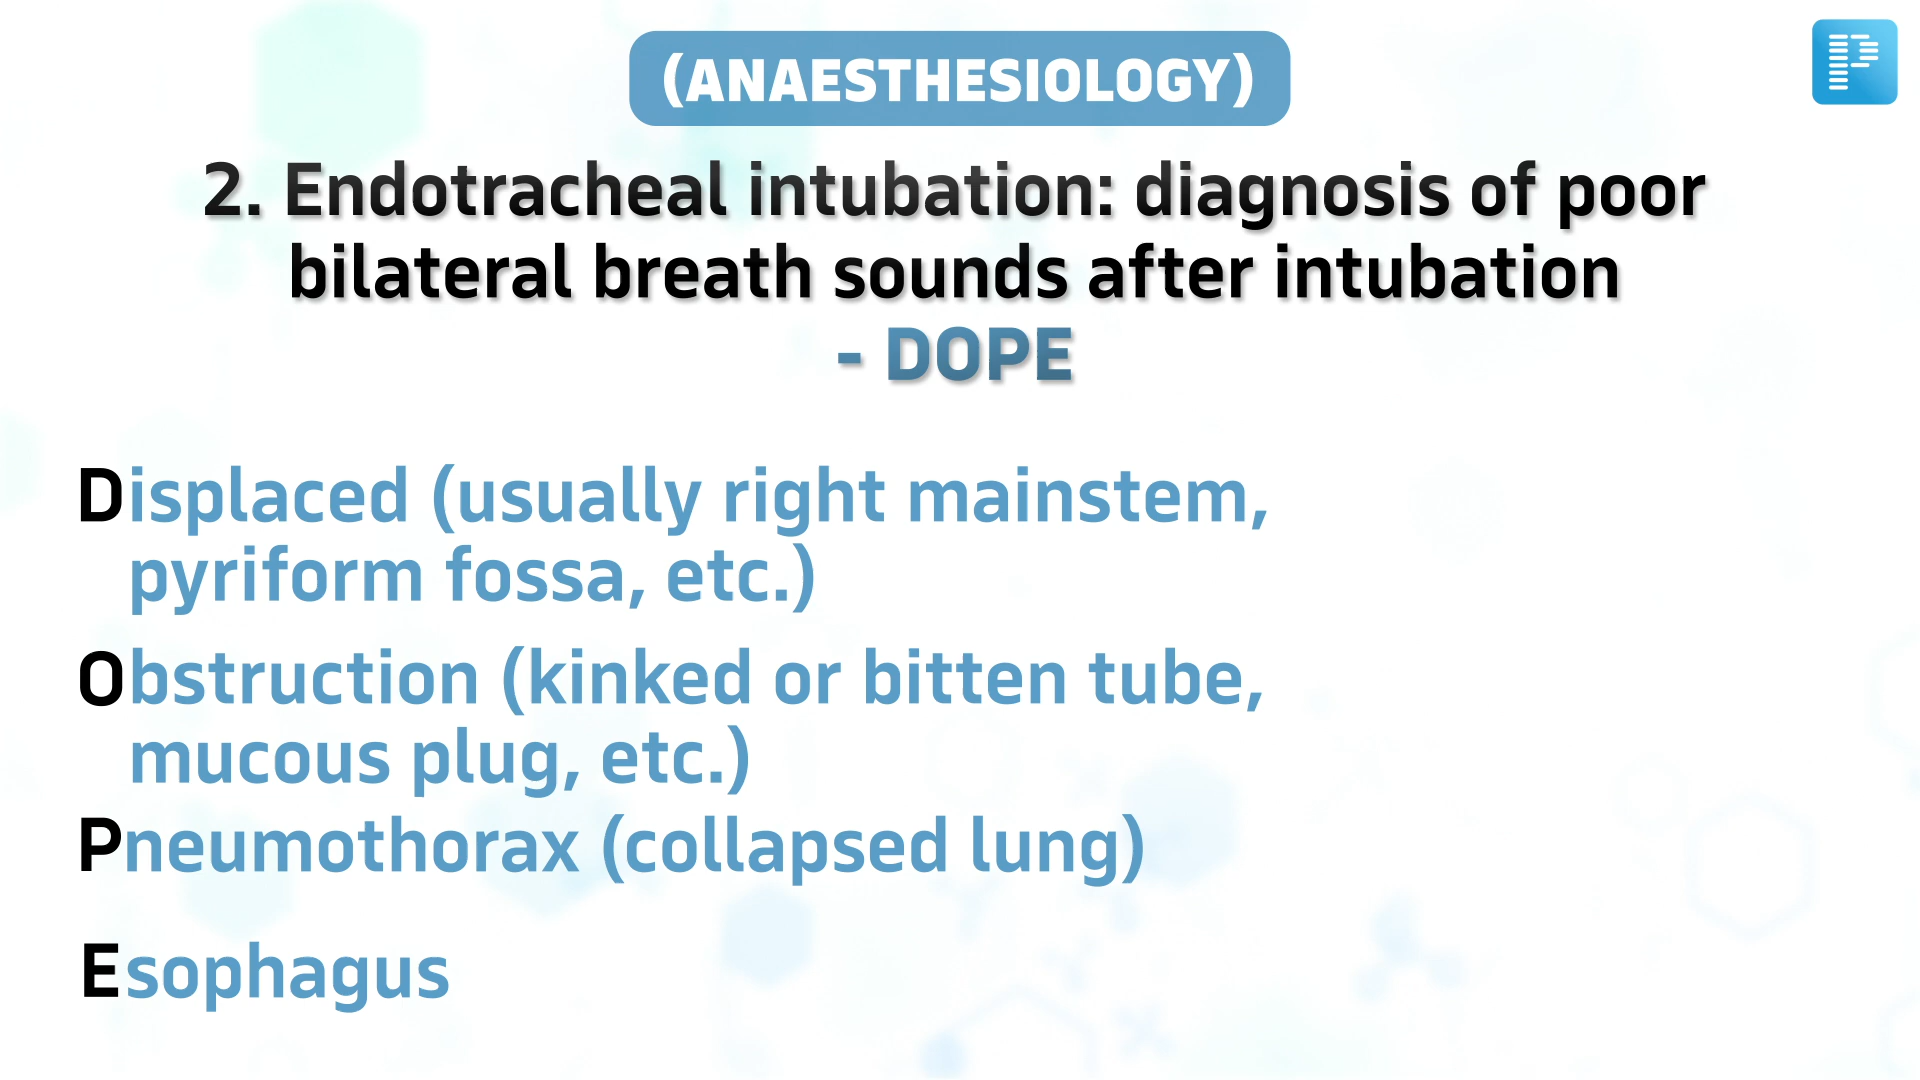 (ANAESTHESIOLOGY)
2. Endotracheal intubation: diagnosis of poor
bilateral breath sounds after intubation
- DOPE
Displaced (usually right mainstem,
pyriform fossa, etc.)
Obstruction (kinked or bitten tube,
mucous plug, etc.)
Pneumothorax (collapsed lung)
Esophagus